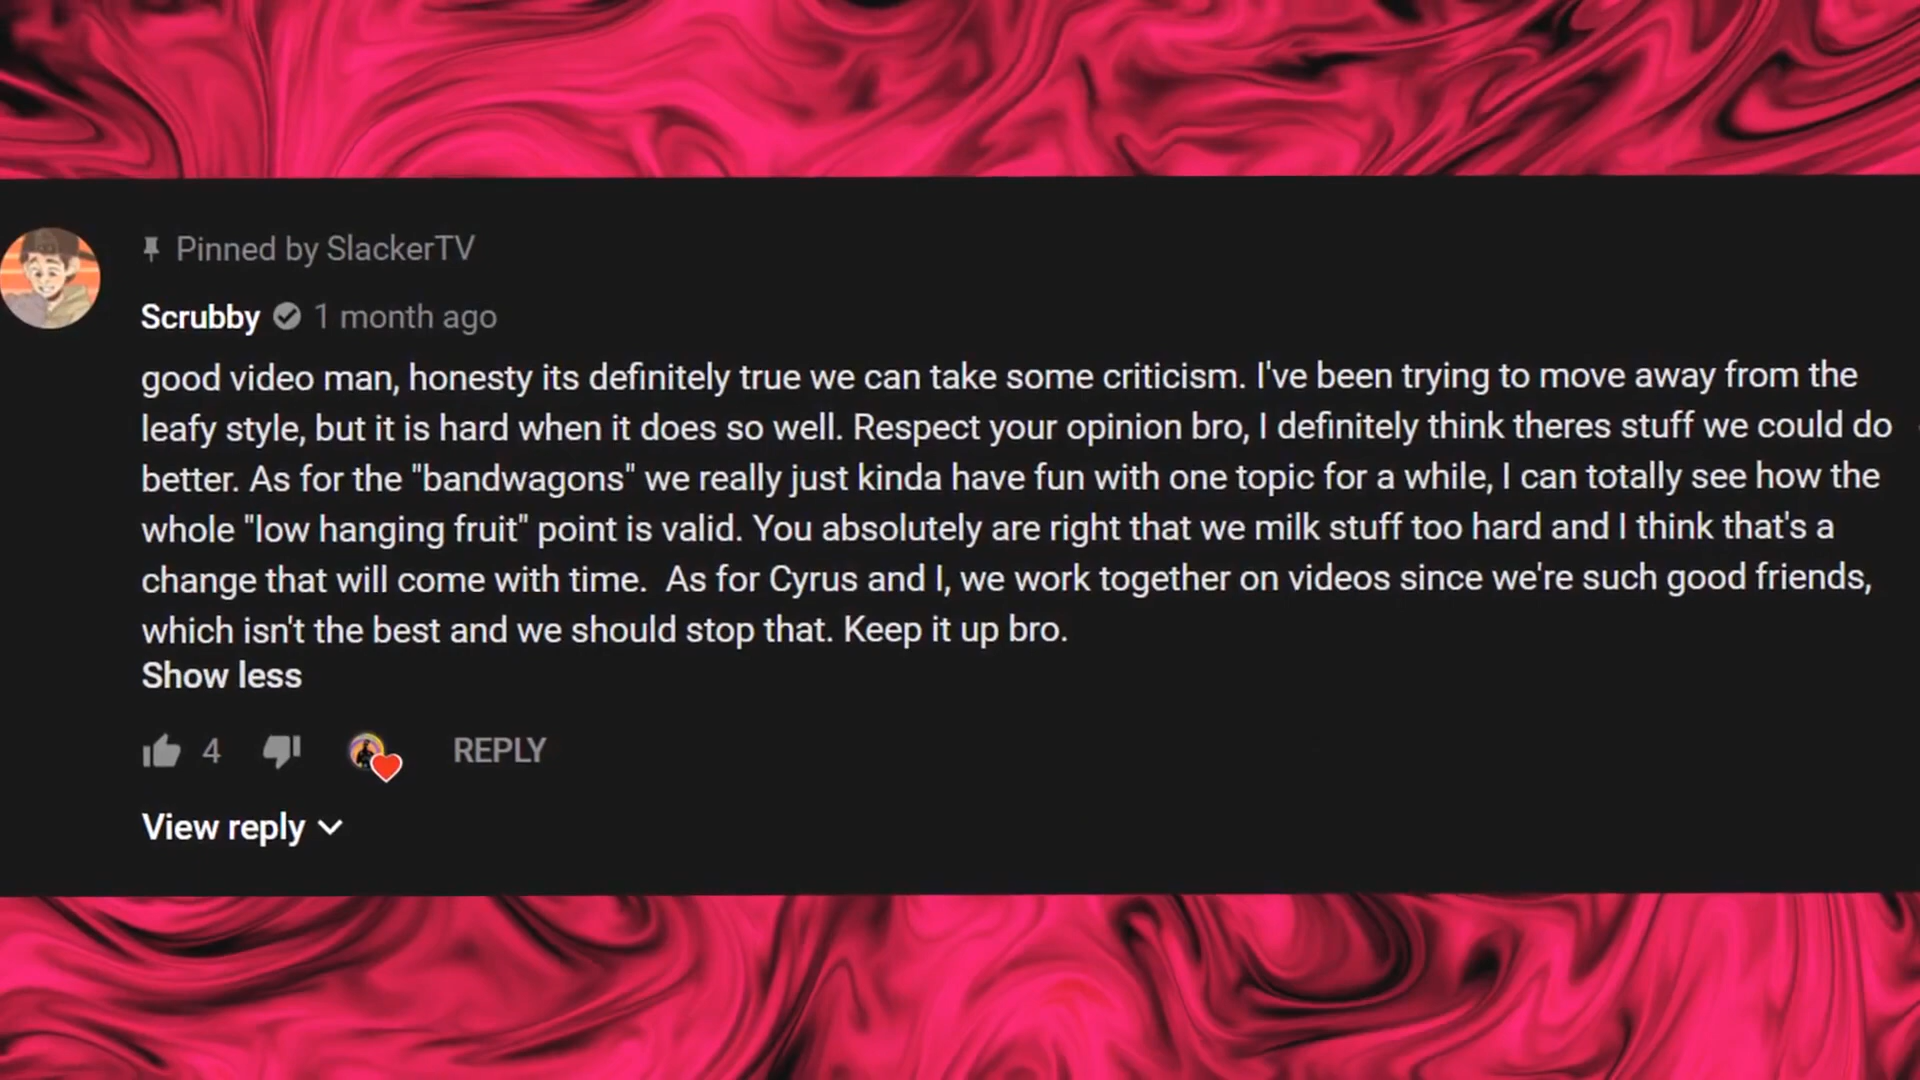 Pinned by SlackerTV
Scrubby 1 month ago
good video man, honesty its definitely true we can take some criticism. I've been trying to move away from the
leafy style, but it is hard when it does so well. Respect your opinion bro, I definitely think theres stuff we could do
better. As for the "bandwagons" we really just kinda have fun with one topic for a while, I can totally see how the
whole "low hanging fruit" point is valid. You absolutely are right that we milk stuff too hard and I think that's a
change that will come with time.  As for Cyrus and I, we work together on videos since we're such good friends,
which isn't the best and we should stop that. Keep it up bro.
Show less
4 REPLY
View reply